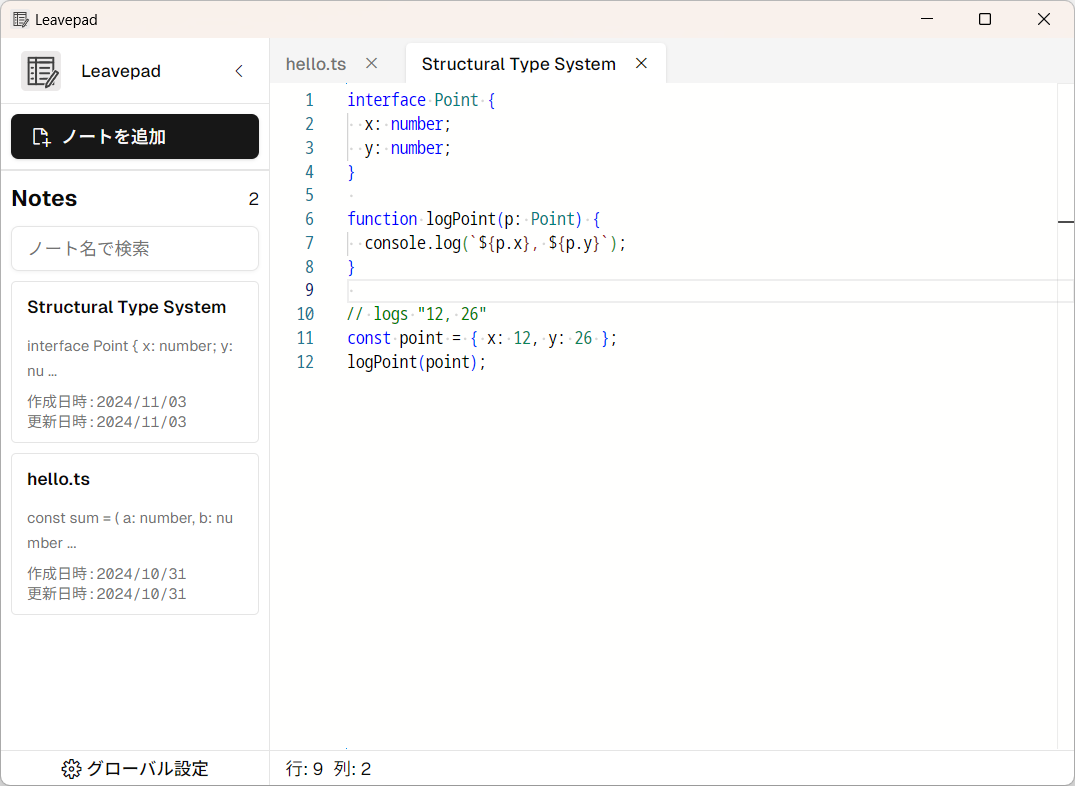 Leavepad
Leavepad
ノートを追加
Notes 2
ノート名で検索
Structural Type System
interface Point { x: number; y:
nu ...
作成日時:2024/11/03
更新日時:2024/11/03
hello.ts
const sum = ( a: number, b: nu
mber ...
作成日時:2024/10/31
更新日時:2024/10/31
グローバル設定
hello.ts Structural Type System
1 interface Point {
2   x: number;
3   y: number;
4 }
5
6 function logPoint(p: Point) {
7   console.log(`${p.x}, ${p.y}`);
8 }
9
10 // logs "12, 26"
11 const point = { x: 12, y: 26 };
12 logPoint(point);
行: 9 列: 2